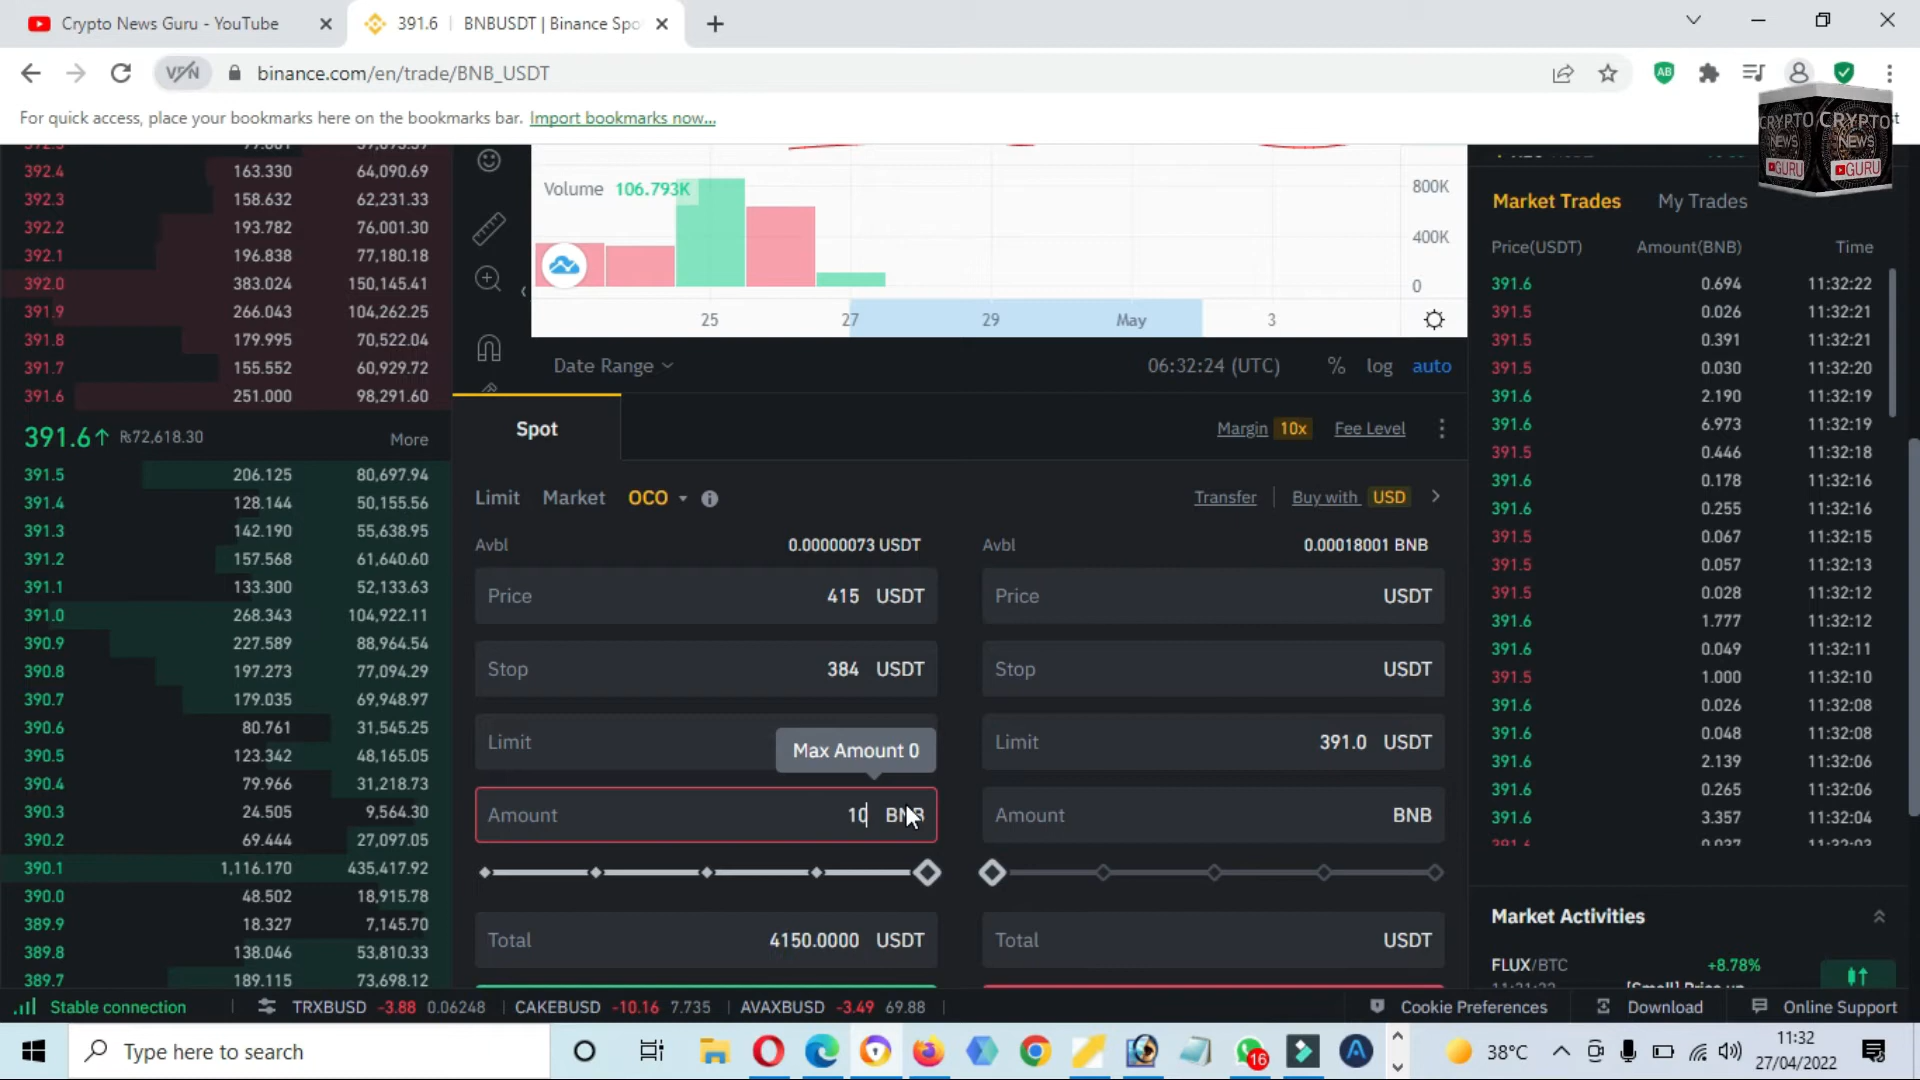 Crypto News Guru - YouTube
391.6 | BNBUSDT | Binance Spo
VPN
binance.com/en/trade/BNB_USDT
AB
For quick access, place your bookmarks here on the bookmarks bar. Import bookmarks now...
CRYPTO NEWS GURU
CRYPTO NEWS GURU
392.4 163.330 64,090.69
392.3 158.632 62,231.33
392.2 193.782 76,001.30
392.1 196.838 77,180.18
392.0 383.024 150,145.41
391.9 266.043 104,262.25
391.8 179.995 70,522.04
391.7 155.552 60,929.72
391.6 251.000 98,291.60
391.6↑ ₨72,618.30 More
391.5 206.125 80,697.94
391.4 128.144 50,155.56
391.3 142.190 55,638.95
391.2 157.568 61,640.60
391.1 133.300 52,133.63
391.0 268.343 104,922.11
390.9 227.589 88,964.54
390.8 197.273 77,094.29
390.7 179.035 69,948.97
390.6 80.761 31,545.25
390.5 123.342 48,165.05
390.4 79.966 31,218.73
390.3 24.505 9,564.30
390.2 69.444 27,097.05
390.1 1,116.170 435,417.92
390.0 48.502 18,915.78
389.9 18.327 7,145.70
389.8 138.046 53,810.33
389.7 189.115 73,698.12
Volume 106.793K
800K
400K
0
25 27 29 May 3
Date Range 06:32:24 (UTC) % log auto
Spot
Margin 10x Fee Level
Limit Market OCO
Transfer Buy with USD
Avbl 0.00000073 USDT
Price 415 USDT
Stop 384 USDT
Limit
Max Amount 0
Amount 10 BNB
Total 4150.0000 USDT
Avbl 0.00018001 BNB
Price USDT
Stop USDT
Limit 391.0 USDT
Amount BNB
Total USDT
Market Trades My Trades
Price(USDT) Amount(BNB) Time
391.6 0.694 11:32:22
391.5 0.026 11:32:21
391.5 0.391 11:32:21
391.5 0.030 11:32:20
391.6 2.190 11:32:19
391.6 6.973 11:32:19
391.5 0.446 11:32:18
391.6 0.178 11:32:16
391.6 0.255 11:32:16
391.5 0.067 11:32:15
391.5 0.057 11:32:13
391.5 0.028 11:32:12
391.6 1.777 11:32:12
391.6 0.049 11:32:11
391.5 1.000 11:32:10
391.6 0.026 11:32:08
391.6 0.048 11:32:08
391.6 2.139 11:32:06
391.6 0.265 11:32:06
391.6 3.357 11:32:04
Market Activities
FLUX/BTC +8.78%
Stable connection TRXBUSD -3.88 0.06248 CAKEBUSD -10.16 7.735 AVAXBUSD -3.49 69.88 Cookie Preferences Download Online Support
Type here to search
16
38°C
11:32
27/04/2022